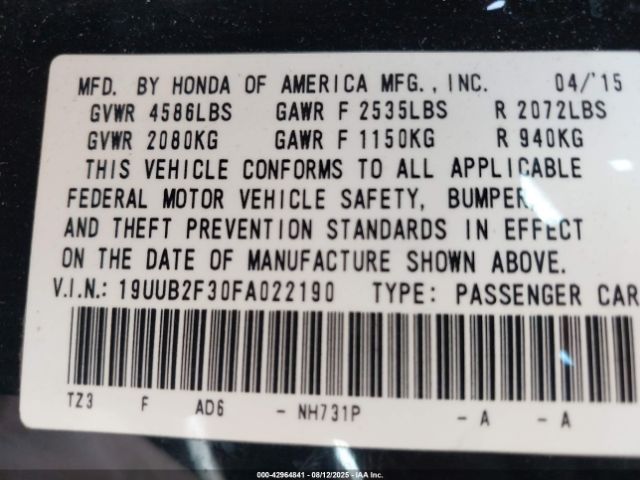 MFD. BY HONDA OF AMERICA MFG., INC. 04/'15
GVWR 4586LBS GAWR F 2535LBS R 2072LBS
GVWR 2080KG GAWR F 1150KG R 940KG
THIS VEHICLE CONFORMS TO ALL APPLICABLE
FEDERAL MOTOR VEHICLE SAFETY, BUMPER,
AND THEFT PREVENTION STANDARDS IN EFFECT
ON THE DATE OF MANUFACTURE SHOWN ABOVE.
V.I.N.: 19UUB2F30FA022190 TYPE: PASSENGER CAR
TZ3 F AD6 - NH731P - A - A
000-42964841 - 08/12/2025 - IAAI.COM